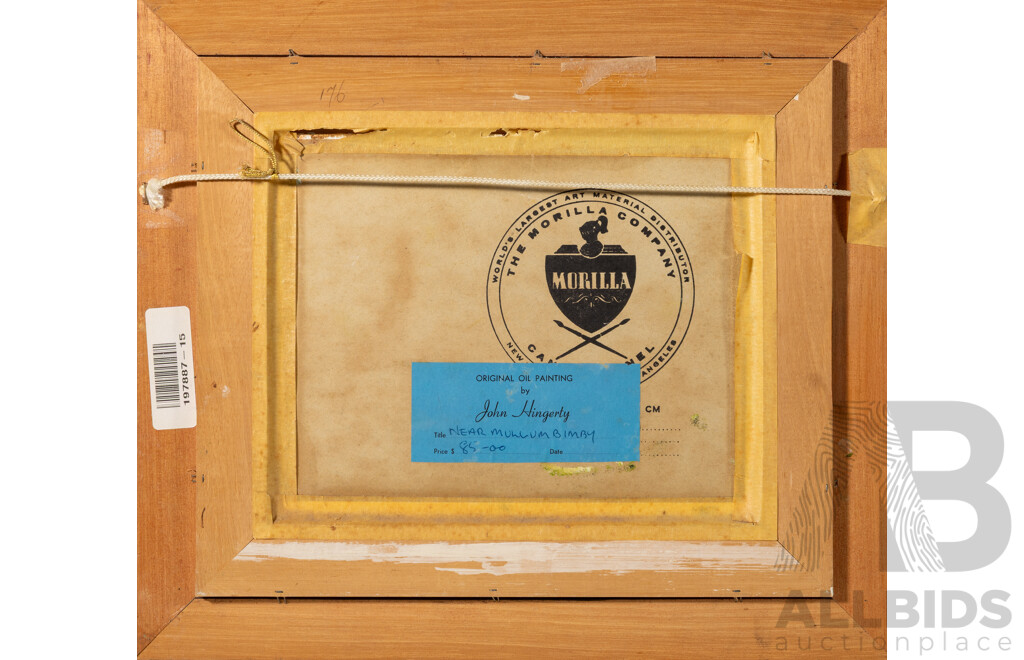 176
WORLD'S LARGEST ART MATERIAL DISTRIBUTOR
THE MORILLA COMPANY
MORILLA
NEW
ANGELES
197887-15
ORIGINAL OIL PAINTING
by
John Hingerty
CM
Title NEAR MULLUMBIMBY
Price $ 85-00 Date
AB
ALLBIDS
auctionplace